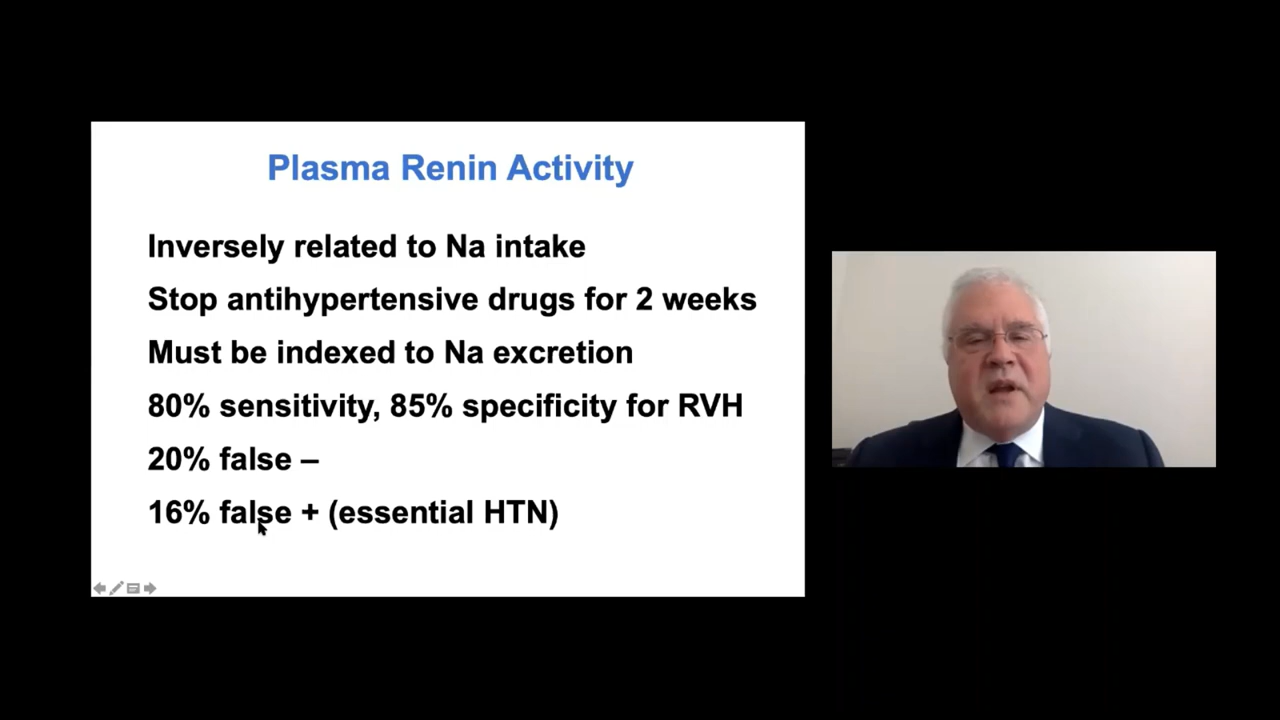 Plasma Renin Activity
Inversely related to Na intake
Stop antihypertensive drugs for 2 weeks
Must be indexed to Na excretion
80% sensitivity, 85% specificity for RVH
20% false –
16% false + (essential HTN)